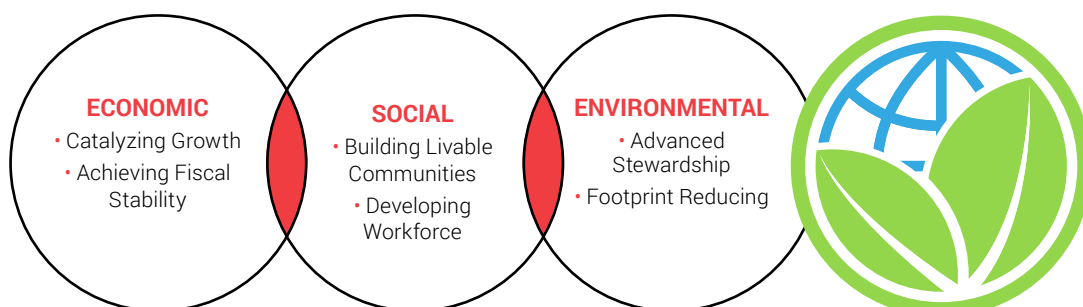 ECONOMIC
• Catalyzing Growth
• Achieving Fiscal
Stability
SOCIAL
• Building Livable
Communities
• Developing
Workforce
ENVIRONMENTAL
• Advanced
Stewardship
• Footprint Reducing